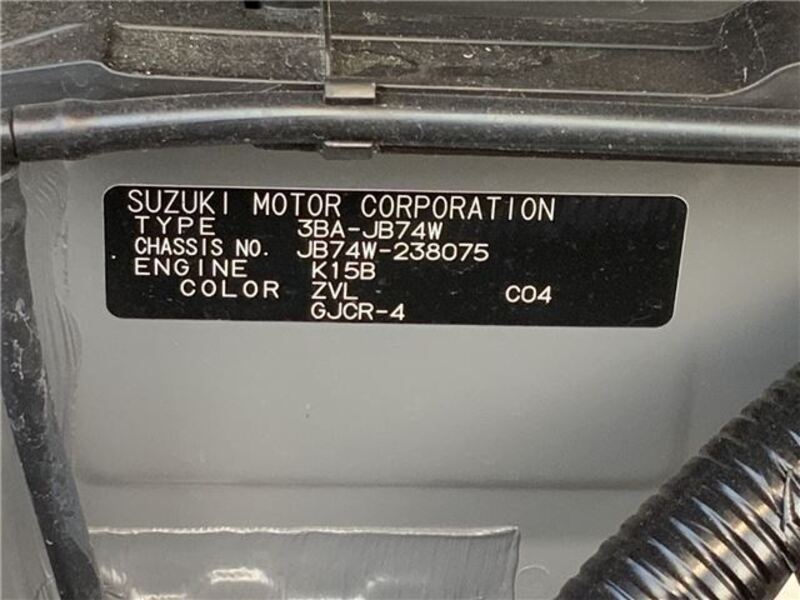 SUZUKI MOTOR CORPORATION
TYPE 3BA-JB74W
CHASSIS NO. JB74W-238075
ENGINE K15B
COLOR ZVL C04
GJCR-4